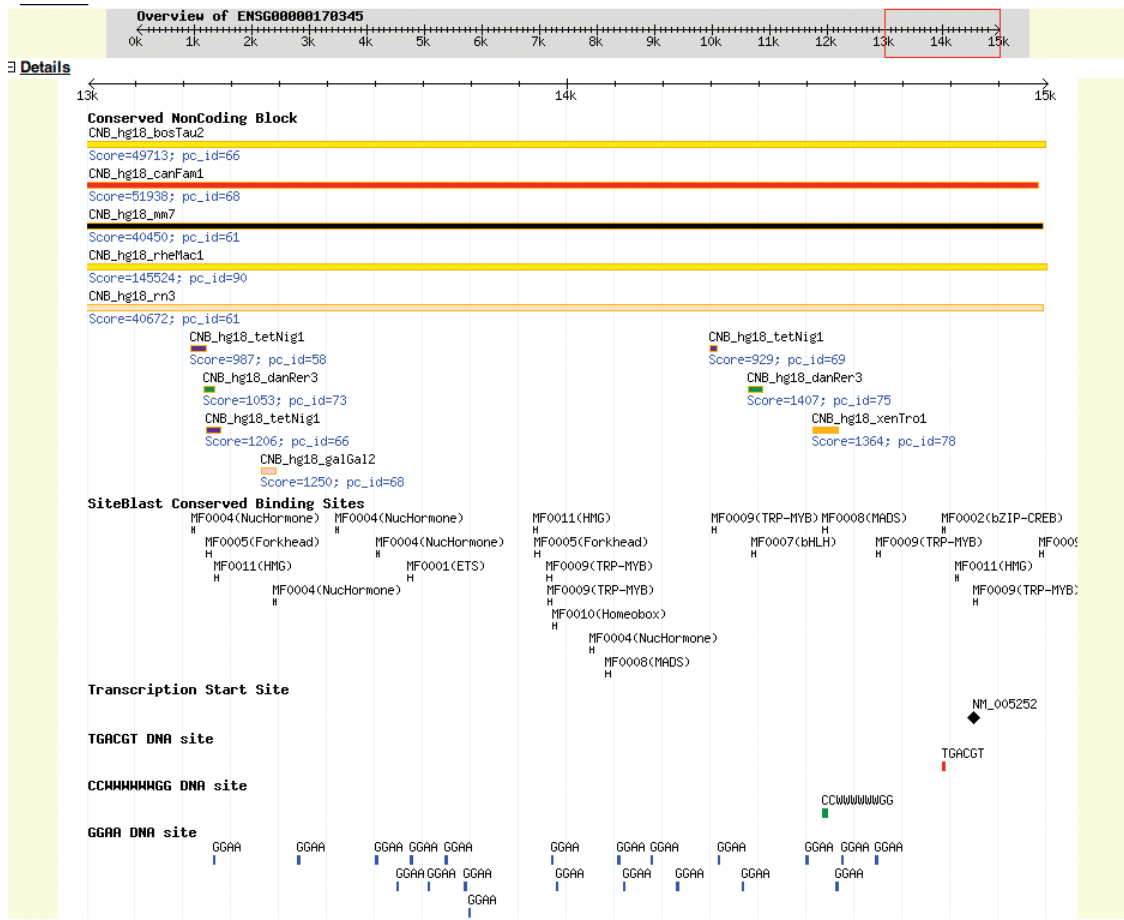 Overview of ENSG00000170345
0k 1k 2k 3k 4k 5k 6k 7k 8k 9k 10k 11k 12k 13k 14k 15k
Details
13k 14k 15k
Conserved NonCoding Block
CNB_hg18_bosTau2
Score=49713; pc_id=66
CNB_hg18_canFam1
Score=51938; pc_id=68
CNB_hg18_mm7
Score=40450; pc_id=61
CNB_hg18_rheMac1
Score=145524; pc_id=90
CNB_hg18_rn3
Score=40672; pc_id=61
CNB_hg18_tetNig1 CNB_hg18_tetNig1
Score=987; pc_id=58 Score=929; pc_id=69
CNB_hg18_danRer3 CNB_hg18_danRer3
Score=1053; pc_id=73 Score=1407; pc_id=75
CNB_hg18_tetNig1 CNB_hg18_xenTro1
Score=1206; pc_id=66 Score=1364; pc_id=78
CNB_hg18_galGal2
Score=1250; pc_id=68
SiteBlast Conserved Binding Sites
MF0004(NucHormone) MF0004(NucHormone) MF0011(HMG) MF0009(TRP-MYB) MF0008(MADS) MF0002(bZIP-CREB)
MF0005(Forkhead) MF0004(NucHormone) MF0005(Forkhead) MF0007(bHLH) MF0009(TRP-MYB) MF0009
MF0011(HMG) MF0001(ETS) MF0009(TRP-MYB) MF0011(HMG)
MF0004(NucHormone) MF0009(TRP-MYB) MF0009(TRP-MYB)
MF0010(Homeobox)
MF0004(NucHormone)
MF0008(MADS)
Transcription Start Site
NM_005252
TGACGT DNA site
TGACGT
CCWWWWWWGG DNA site
CCWWWWWWGG
GGAA DNA site
GGAA GGAA GGAA GGAA GGAA GGAA GGAA GGAA GGAA GGAA GGAA GGAA
GGAA GGAA GGAA GGAA GGAA GGAA GGAA GGAA
GGAA